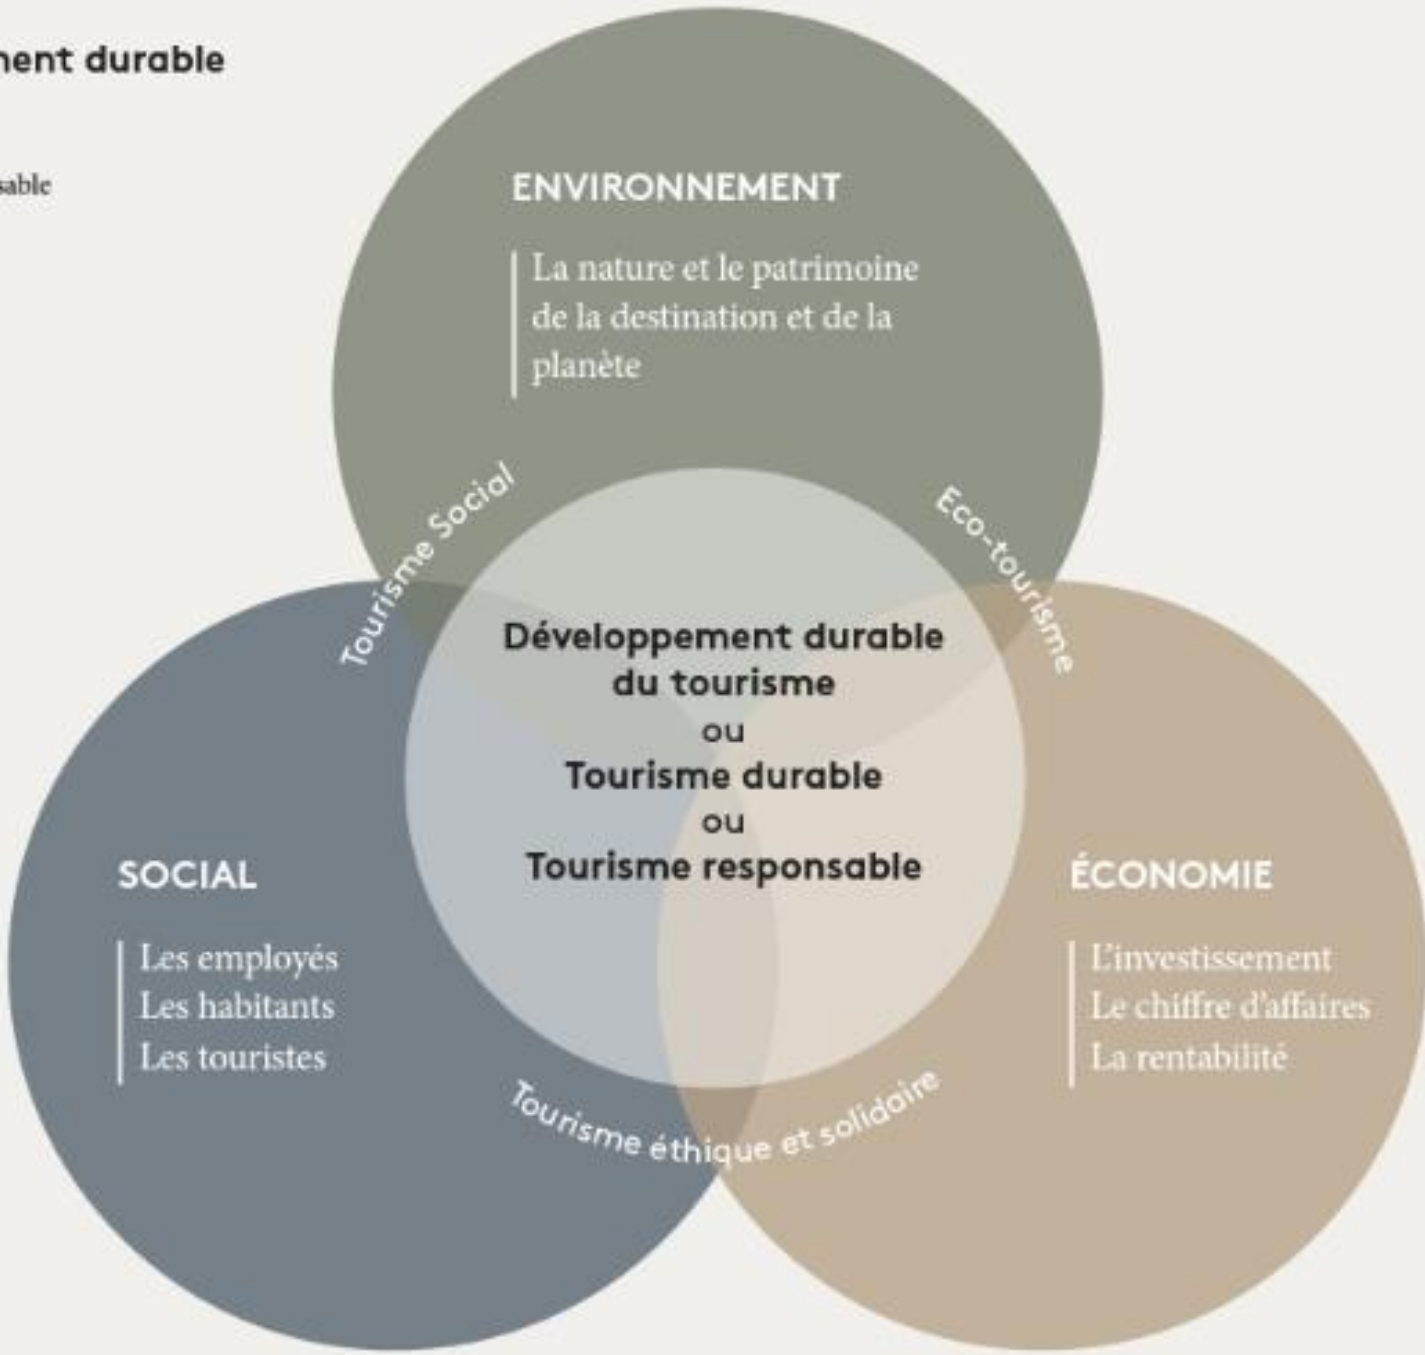 durable
ENVIRONNEMENT
La nature et le patrimoine
de la destination et de la
planète
Tourisme Social
Eco-tourisme
Développement durable
du tourisme
ou
Tourisme durable
ou
Tourisme responsable
SOCIAL
Les employés
Les habitants
Les touristes
ÉCONOMIE
L'investissement
Le chiffre d'affaires
La rentabilité
Tourisme éthique et solidaire